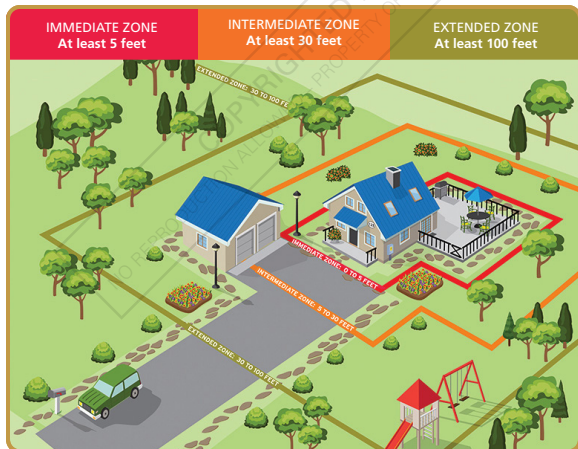 IMMEDIATE ZONE
At least 5 feet
INTERMEDIATE ZONE
At least 30 feet
EXTENDED ZONE
At least 100 feet
EXTENDED ZONE: 30 TO 100 FE
IMMEDIATE ZONE: 0 TO 5 FEET
INTERMEDIATE ZONE: 5 TO 30 FEET
EXTENDED ZONE: 30 TO 100 FEET